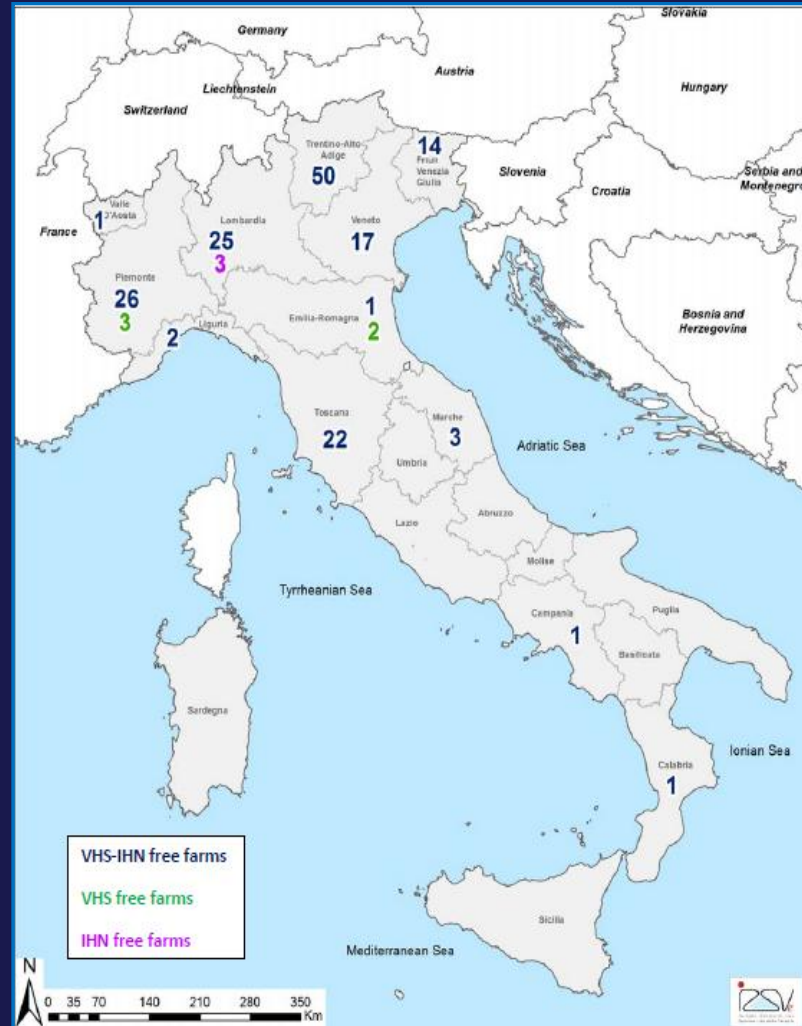 Slovakia
Germany
Austria
Liechtenstein
Switzerland
Hungary
Trentino-Alto
Adige
50
14
Friuli
Venezia
Giulia
Slovenia
Croatia
Serbia and
Montenegro
Valle
D'Aosta
1
France
Lombardia
25
3
Veneto
17
Piemonte
26
3
Liguria
2
Emilia-Romagna
1
2
Bosnia and
Herzegovina
Toscana
22
Marche
3
Umbria
Adriatic Sea
Lazio
Abruzzo
Molise
Tyrrheanian Sea
Campania
1
Puglia
Basilicata
Sardegna
Ionian Sea
Calabria
1
VHS-IHN free farms
VHS free farms
IHN free farms
Sicilia
Mediterranean Sea
N
0 35 70 140 210 280 350
Km